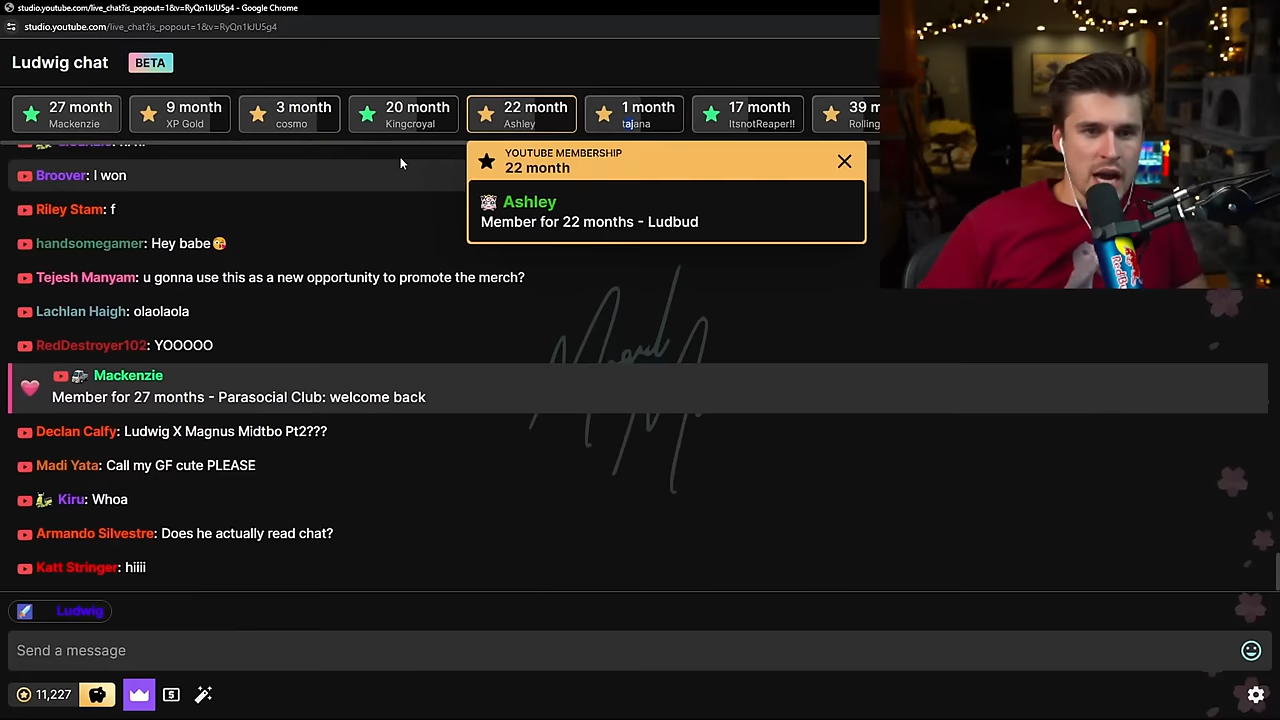 studio.youtube.com/live_chat?is_popout=1&v=RyQn1kJU5g4 - Google Chrome
studio.youtube.com/live_chat?is_popout=1&v=RyQn1kJU5g4
Ludwig chat BETA
27 month
Mackenzie
9 month
XP Gold
3 month
cosmo
20 month
Kingcroyal
22 month
Ashley
1 month
tajana
17 month
ItsnotReaper!!
39 m
Rolling
YOUTUBE MEMBERSHIP
22 month
Ashley
Member for 22 months - Ludbud
Broover: I won
Riley Stam: f
handsomegamer: Hey babe😘
Tejesh Manyam: u gonna use this as a new opportunity to promote the merch?
Lachlan Haigh: olaolaola
RedDestroyer102: YOOOOO
Mackenzie
Member for 27 months - Parasocial Club: welcome back
Declan Calfy: Ludwig X Magnus Midtbo Pt2???
Madi Yata: Call my GF cute PLEASE
Kiru: Whoa
Armando Silvestre: Does he actually read chat?
Katt Stringer: hiiii
Ludwig
Send a message
11,227
Red Bull